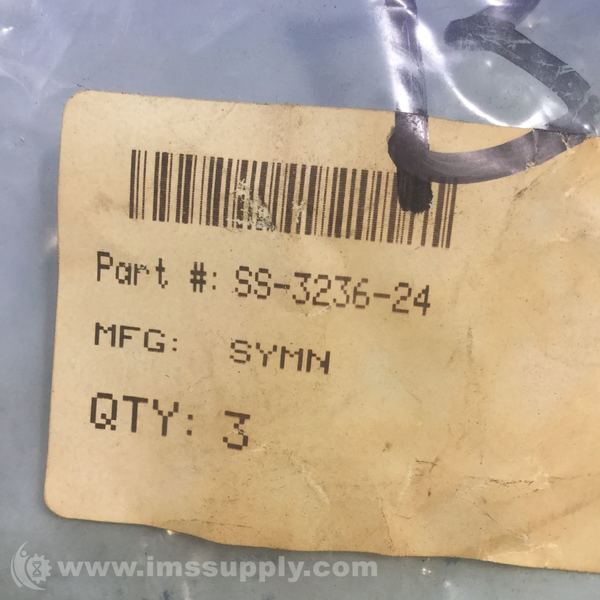 Part #: SS-3236-24
MFG: SYMN
QTY: 3
www.imssupply.com